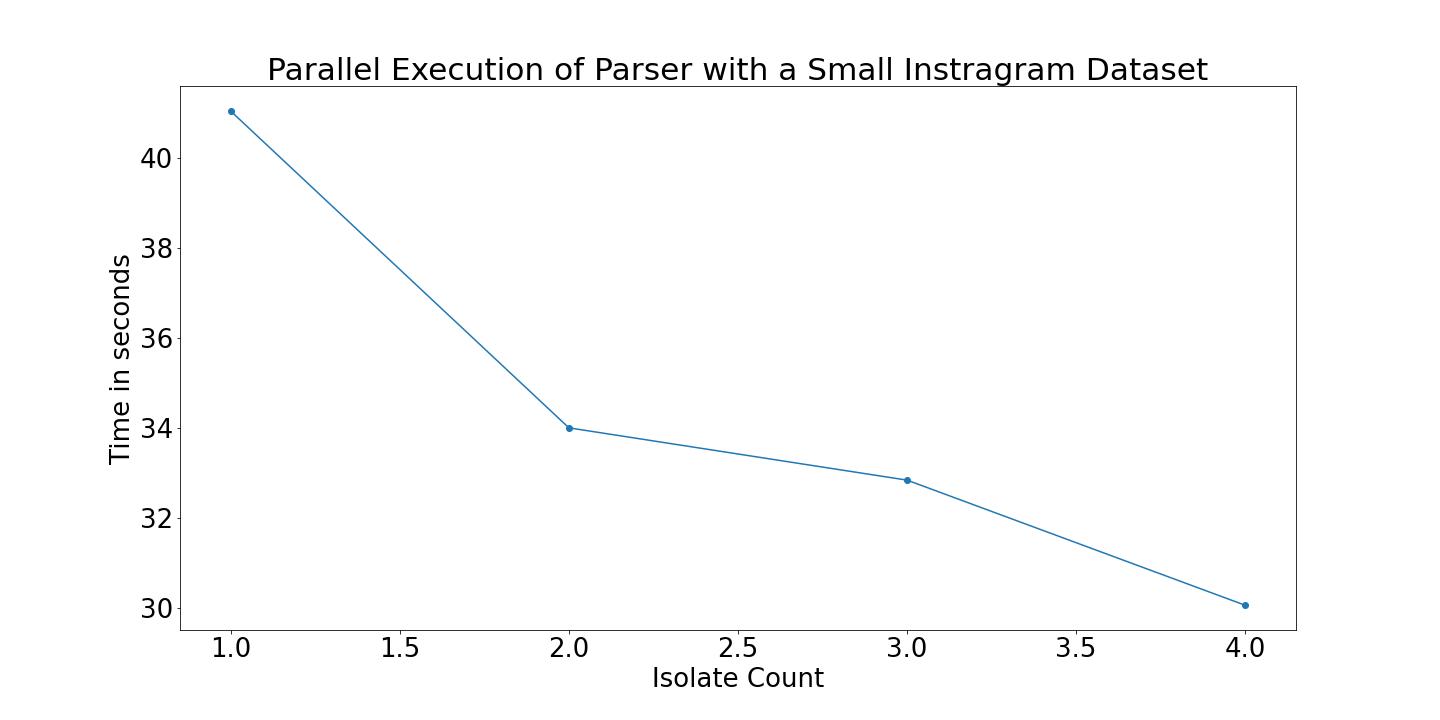 Parallel Execution of Parser with a Small Instragram Dataset
Time in seconds
40
38
36
34
32
30
1.0 1.5 2.0 2.5 3.0 3.5 4.0
Isolate Count